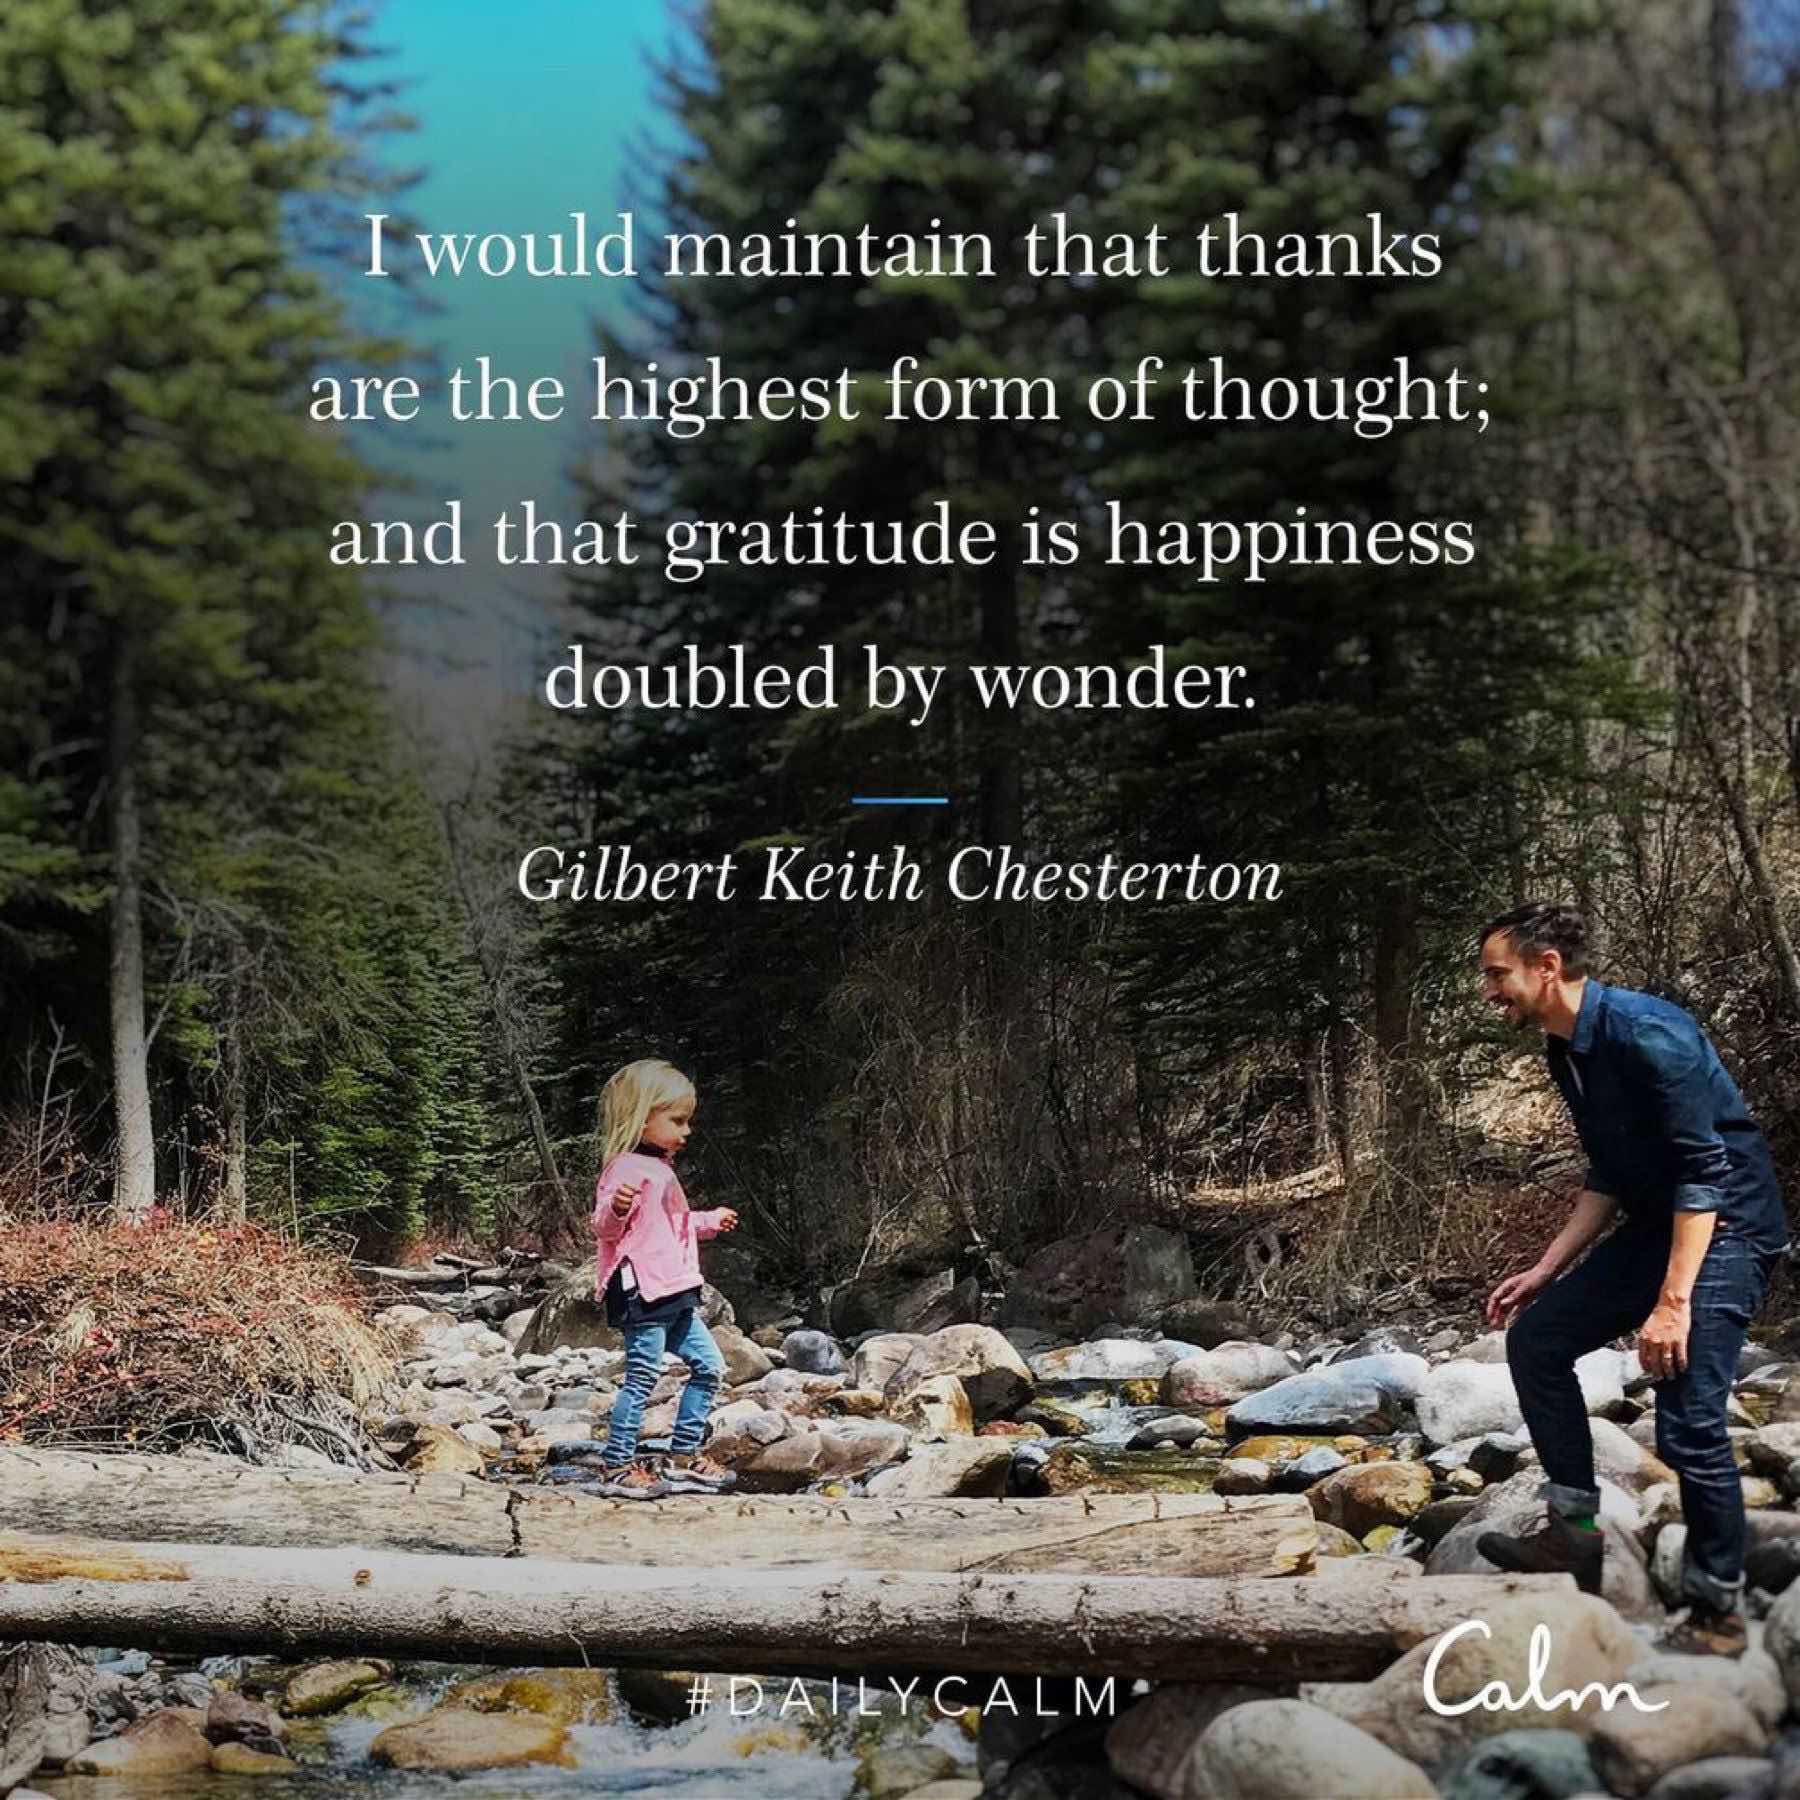 I would maintain that thanks
are the highest form of thought;
and that gratitude is happiness
doubled by wonder.
Gilbert Keith Chesterton
#DAILYCALM
Calm